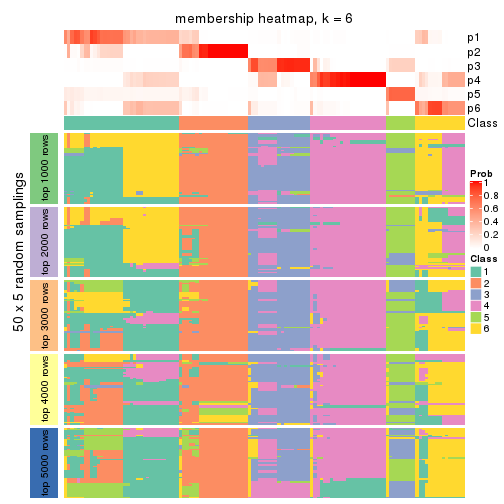 membership heatmap, k = 6
p1
p2
p3
p4
p5
p6
Class
50 x 5 random samplings
top 1000 rows
top 2000 rows
top 3000 rows
top 4000 rows
top 5000 rows
Prob
1
0.8
0.6
0.4
0.2
0
Class
1
2
3
4
5
6